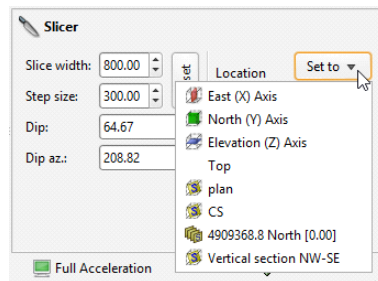 Slicer
Slice width: 800.00 set Location Set to
Step size: 300.00
Dip: 64.67
Dip az.: 208.82
East (X) Axis
North (Y) Axis
Elevation (Z) Axis
Top
plan
CS
4909368.8 North [0.00]
Vertical section NW-SE
Full Acceleration